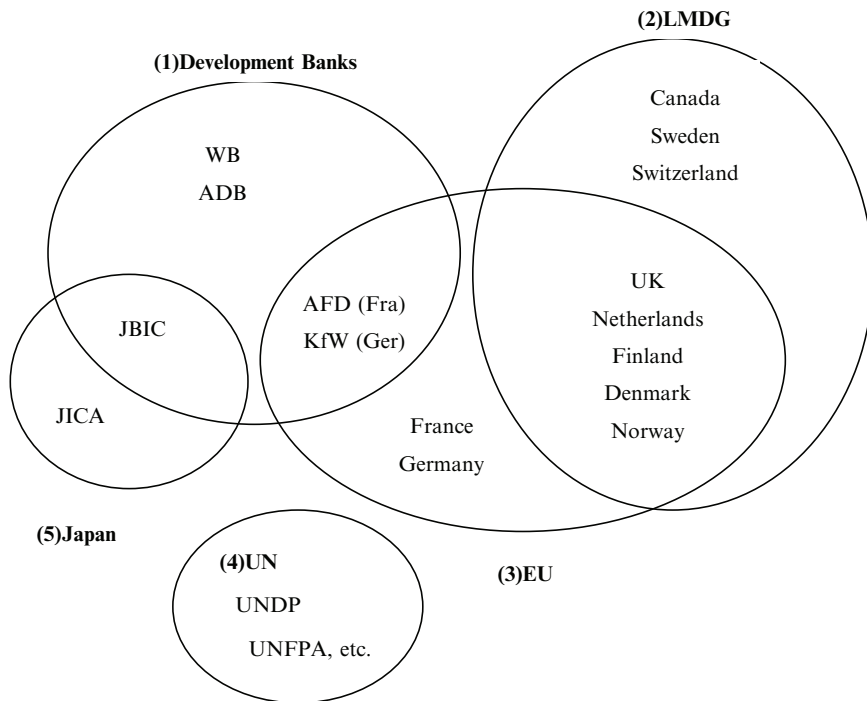 (2)LMDG
(1)Development Banks
Canada
Sweden
Switzerland
WB
ADB
AFD (Fra)
KfW (Ger)
UK
Netherlands
Finland
Denmark
Norway
JBIC
JICA
France
Germany
(5)Japan
(4)UN
UNDP
UNFPA, etc.
(3)EU